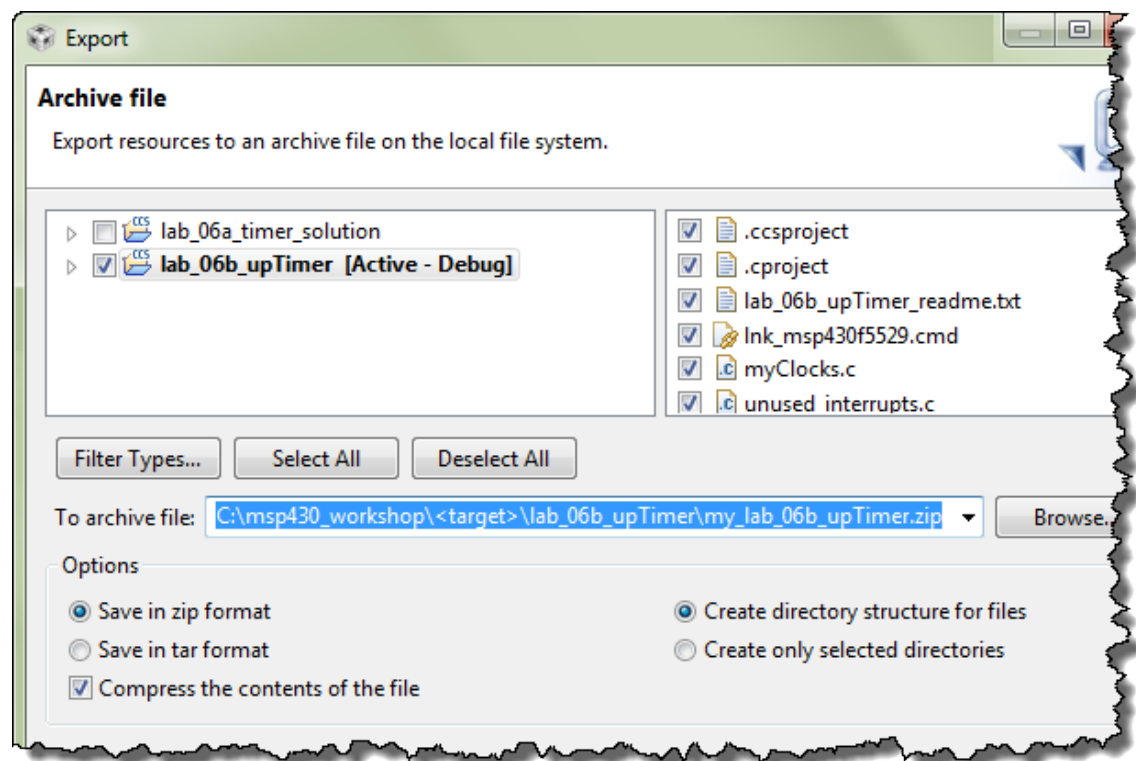 Export
Archive file
Export resources to an archive file on the local file system.
CCS lab_06a_timer_solution
CCS lab_06b_upTimer [Active - Debug]
.ccsproject
.cproject
lab_06b_upTimer_readme.txt
lnk_msp430f5529.cmd
.c myClocks.c
.c unused_interrupts.c
Filter Types...
Select All
Deselect All
To archive file:
C:\msp430_workshop\<target>\lab_06b_upTimer\my_lab_06b_upTimer.zip
Browse..
Options
Save in zip format
Create directory structure for files
Save in tar format
Create only selected directories
Compress the contents of the file